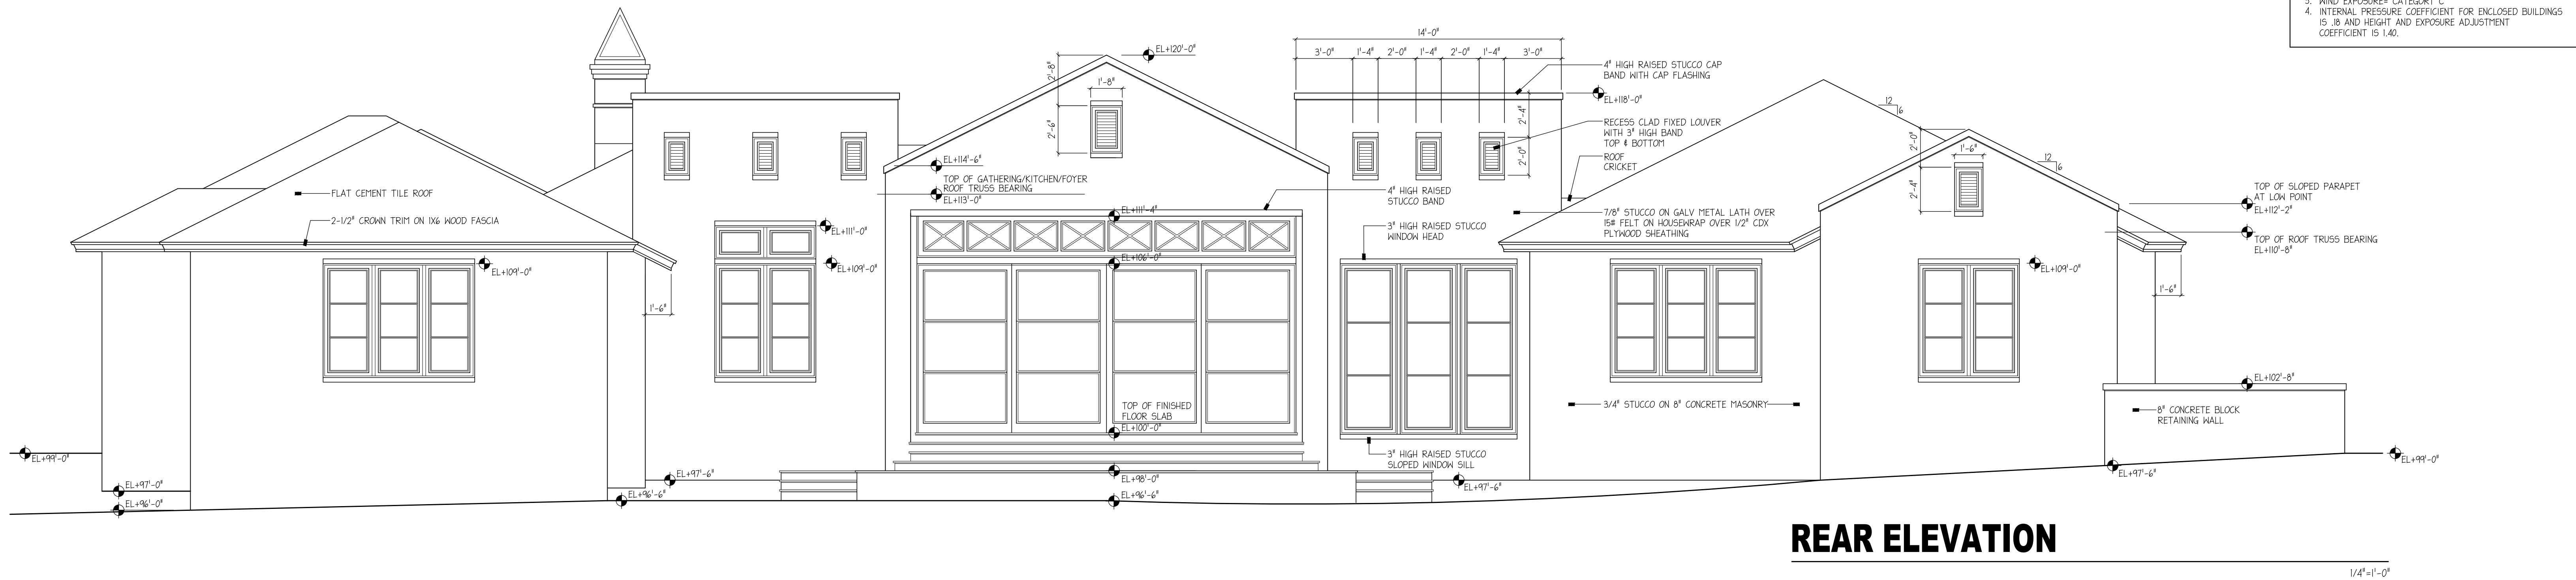 3. WIND EXPOSURE= CATEGORY C
4. INTERNAL PRESSURE COEFFICIENT FOR ENCLOSED BUILDINGS
IS .18 AND HEIGHT AND EXPOSURE ADJUSTMENT
COEFFICIENT IS 1.40.
FLAT CEMENT TILE ROOF
2-1/2" CROWN TRIM ON 1X6 WOOD FASCIA
EL+109'-0"
1'-6"
EL+99'-0"
EL+97'-0"
EL+96'-0"
EL+96'-6"
EL+97'-6"
EL+111'-0"
EL+109'-0"
EL+120'-0"
2'-8"
1'-8"
2'-6"
EL+114'-6"
TOP OF GATHERING/KITCHEN/FOYER
ROOF TRUSS BEARING
EL+113'-0"
EL+111'-4"
EL+106'-0"
TOP OF FINISHED
FLOOR SLAB
EL+100'-0"
EL+98'-0"
EL+96'-6"
14'-0"
3'-0" 1'-4" 2'-0" 1'-4" 2'-0" 1'-4" 3'-0"
4" HIGH RAISED STUCCO CAP
BAND WITH CAP FLASHING
EL+118'-0"
2'-4"
2'-0"
RECESS CLAD FIXED LOUVER
WITH 3" HIGH BAND
TOP & BOTTOM
ROOF
CRICKET
4" HIGH RAISED
STUCCO BAND
7/8" STUCCO ON GALV METAL LATH OVER
15# FELT ON HOUSEWRAP OVER 1/2" CDX
PLYWOOD SHEATHING
3" HIGH RAISED STUCCO
WINDOW HEAD
3/4" STUCCO ON 8" CONCRETE MASONRY
3" HIGH RAISED STUCCO
SLOPED WINDOW SILL
EL+97'-6"
12
6
2'-0"
1'-6"
2'-4"
12
6
EL+109'-0"
TOP OF SLOPED PARAPET
AT LOW POINT
EL+112'-2"
TOP OF ROOF TRUSS BEARING
EL+110'-8"
1'-6"
EL+102'-8"
8" CONCRETE BLOCK
RETAINING WALL
EL+97'-6"
EL+99'-0"
REAR ELEVATION
1/4"=1'-0"